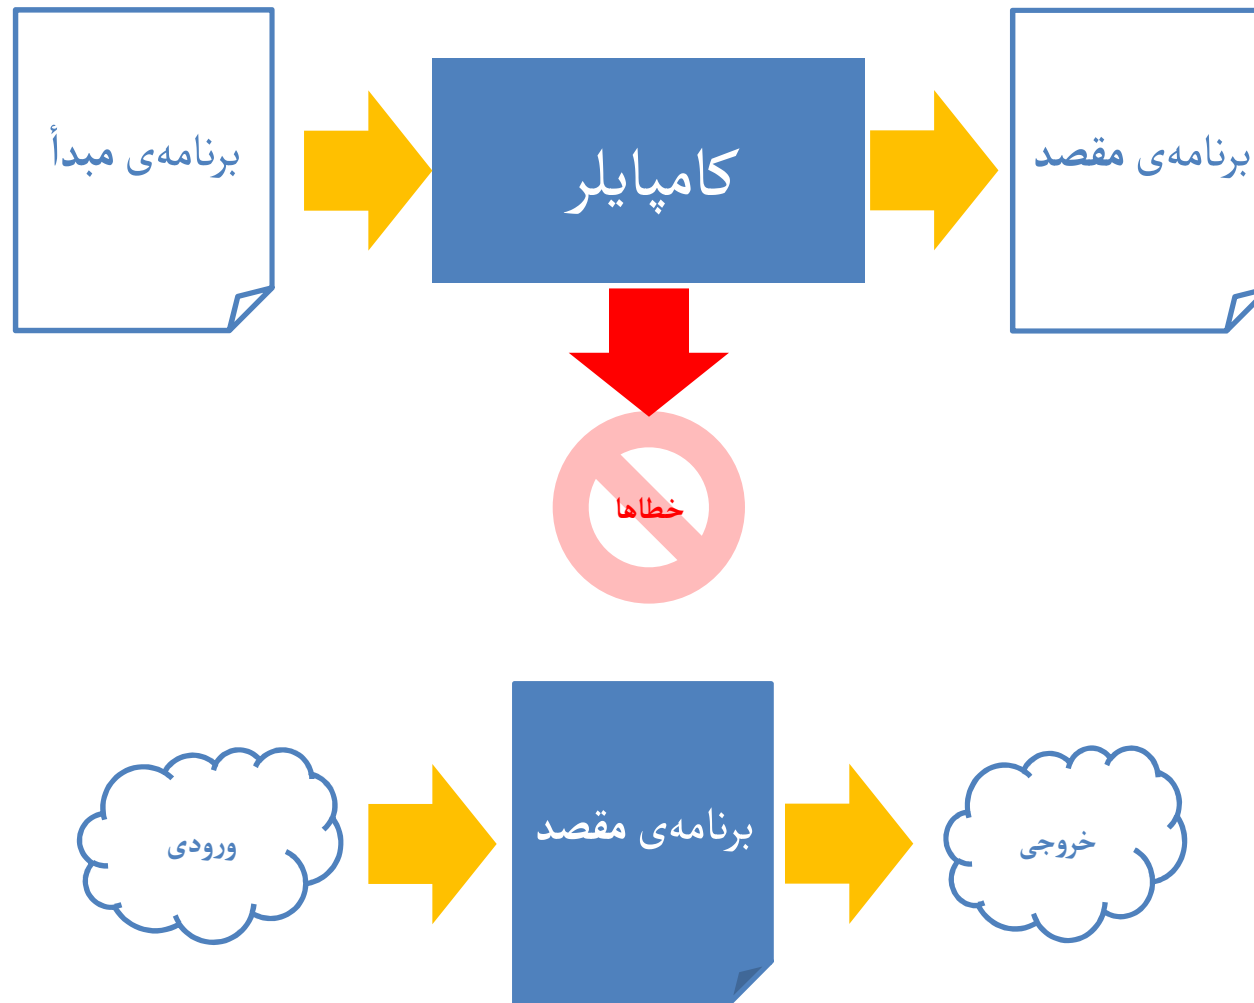 برنامه‌ی مبدأ
کامپایلر
برنامه‌ی مقصد
خطاها
ورودی
برنامه‌ی مقصد
خروجی